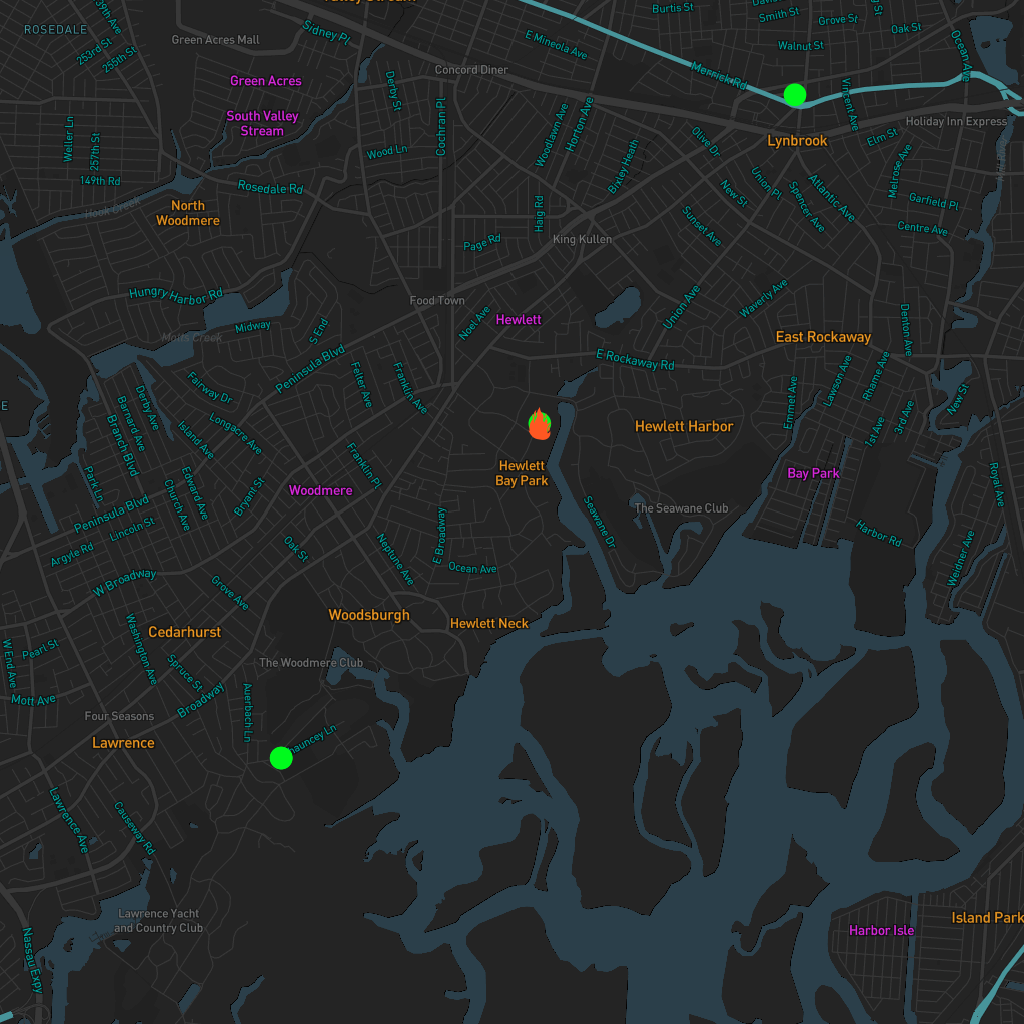 139th Ave
Valley Stream
Burtis St
Smith St
Grove St
Oak St
ROSEDALE
253rd St
255th St
Green Acres Mall
Sidney Pl
E Mineola Ave
Walnut St
Ocean Ave
Concord Diner
Merrick Rd
Green Acres
Derby St
Cochran Pl
Vincent Ave
South Valley
Stream
Weller Ln
257th St
Woodlawn Ave
Horton Ave
Holiday Inn Express
Lynbrook
Elm St
Olive Dr
Wood Ln
Bixley Heath
Melrose Ave
149th Rd
Rosedale Rd
New St
Union Pl
Spencer Ave
Atlantic Ave
Garfield Pl
Hook Creek
North
Woodmere
Haig Rd
Sunset Ave
Centre Ave
Page Rd
King Kullen
Hungry Harbor Rd
Food Town
Union Ave
Waverly Ave
Noel Ave
Hewlett
Midway
S End
Motts Creek
East Rockaway
Denton Ave
Peninsula Blvd
E Rockaway Rd
Fairway Dr
Felter Ave
Franklin Ave
Emmet Ave
Lawson Ave
Rhame Ave
New St
Derby Ave
Barnard Ave
Branch Blvd
Island Ave
Longacre Ave
1st Ave
3rd Ave
Hewlett Harbor
Hewlett
Bay Park
Franklin Pl
Bay Park
Park Ln
Edward Ave
Church Ave
Bryant St
Woodmere
Royal Ave
Peninsula Blvd
Lincoln St
The Seawane Club
Seawane Dr
Harbor Rd
Argyle Rd
Oak St
E Broadway
Neptune Ave
Ocean Ave
Weidner Ave
W Broadway
Grove Ave
Woodsburgh
Hewlett Neck
Cedarhurst
Washington Ave
Pearl St
W End Ave
The Woodmere Club
Spruce St
Mott Ave
Broadway
Auerbach Ln
Four Seasons
Lawrence
Lawrence Ave
Causeway Rd
Lawrence Yacht
and Country Club
Nassau Expy
Harbor Isle
Island Park